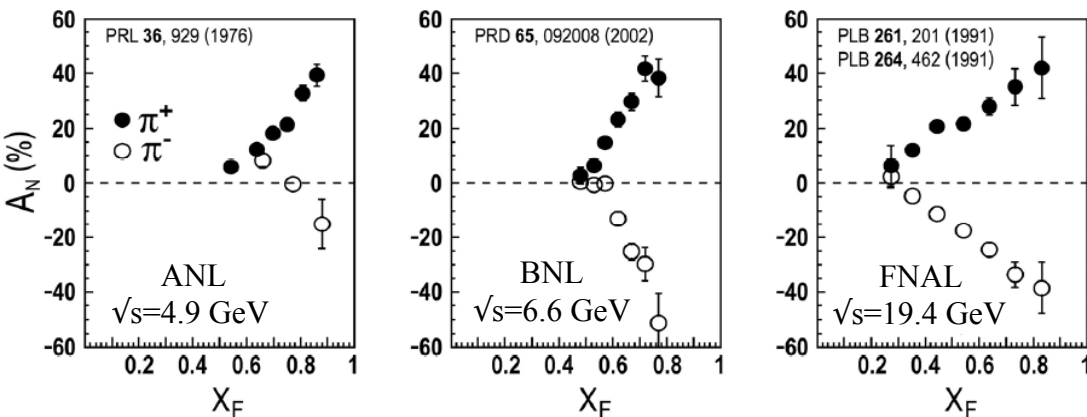 PRL 36, 929 (1976)
π+
π-
ANL
√s=4.9 GeV
A_N (%)
60
40
20
0
-20
-40
-60
0.2 0.4 0.6 0.8 1
X_F
PRD 65, 092008 (2002)
BNL
√s=6.6 GeV
60
40
20
0
-20
-40
-60
0.2 0.4 0.6 0.8 1
X_F
PLB 261, 201 (1991)
PLB 264, 462 (1991)
FNAL
√s=19.4 GeV
60
40
20
0
-20
-40
-60
0.2 0.4 0.6 0.8 1
X_F